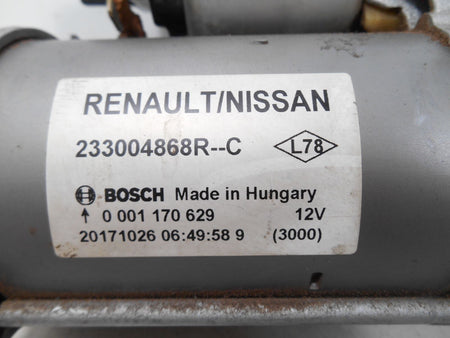 RENAULT/NISSAN
233004868R--C L78
BOSCH Made in Hungary
↑ 0 001 170 629 12V
20171026 06:49:58 9 (3000)